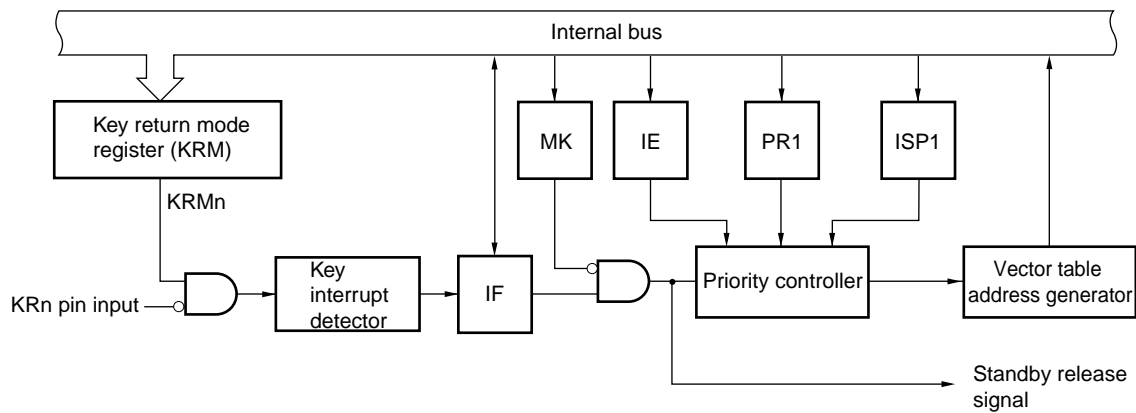 Internal bus
Key return mode
register (KRM)
MK
IE
PR1
ISP1
KRMn
KRn pin input
Key
interrupt
detector
IF
Priority controller
Vector table
address generator
Standby release
signal